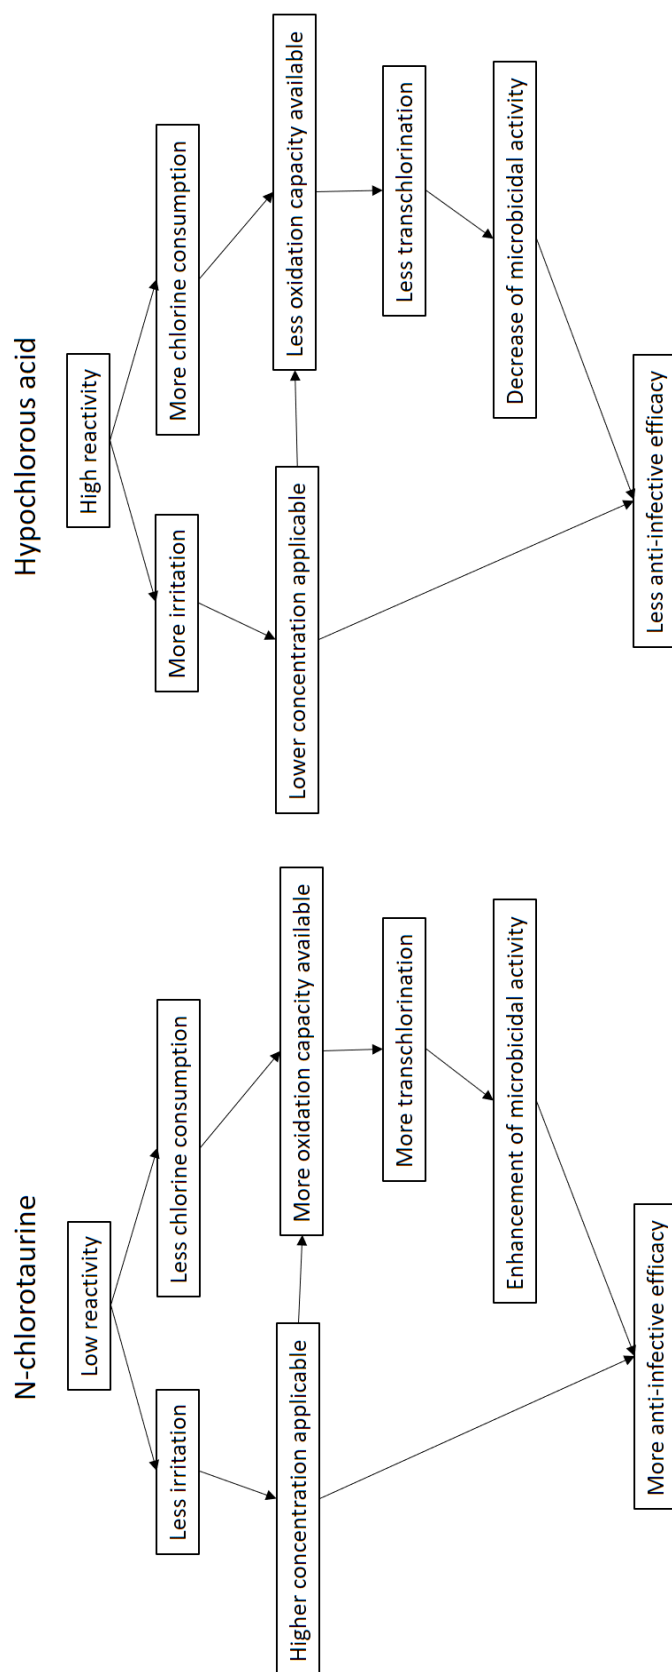 N-chlorotaurine
Low reactivity
Less irritation
Less chlorine consumption
Higher concentration applicable
More oxidation capacity available
More transchlorination
Enhancement of microbicidal activity
More anti-infective efficacy
Hypochlorous acid
High reactivity
More irritation
More chlorine consumption
Lower concentration applicable
Less oxidation capacity available
Less transchlorination
Decrease of microbicidal activity
Less anti-infective efficacy